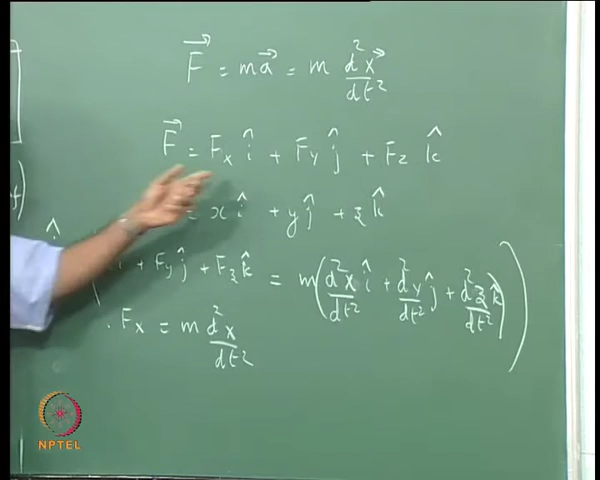 F⃗ = ma⃗ = m d²x⃗/dt²
F⃗ = Fx î + Fy ĵ + Fz k̂
= x î + y ĵ + z k̂
i + Fy ĵ + Fz k̂ = m(d²x/dt² î + d²y/dt² ĵ + d²z/dt² k̂)
Fx = m d²x/dt²
NPTEL